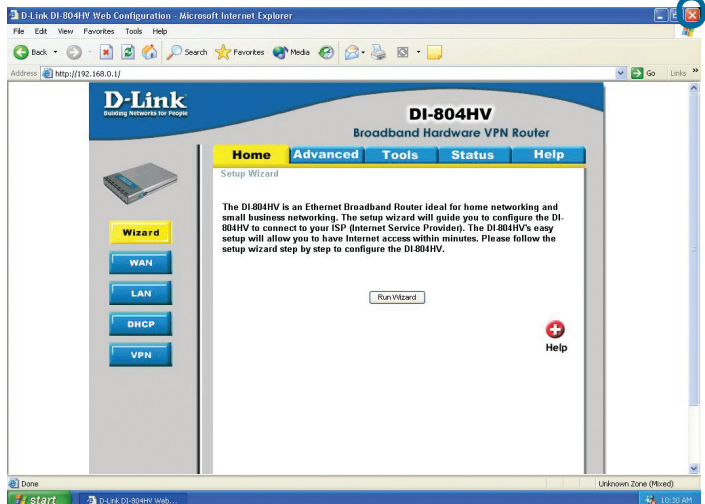 D-Link DI-804HV Web Configuration - Microsoft Internet Explorer
File Edit View Favorites Tools Help
Back Search Favorites Media
Address http://192.168.0.1/ Go Links »
D-Link
Building Networks for People
DI-804HV
Broadband Hardware VPN Router
Home Advanced Tools Status Help
Setup Wizard
The DI-804HV is an Ethernet Broadband Router ideal for home networking and
small business networking. The setup wizard will guide you to configure the DI-
804HV to connect to your ISP (Internet Service Provider). The DI-804HV's easy
setup will allow you to have Internet access within minutes. Please follow the
setup wizard step by step to configure the DI-804HV.
Wizard
WAN
LAN
DHCP
VPN
Run Wizard
Help
Done Unknown Zone (Mixed)
start D-Link DI-804HV Web... 10:30 AM